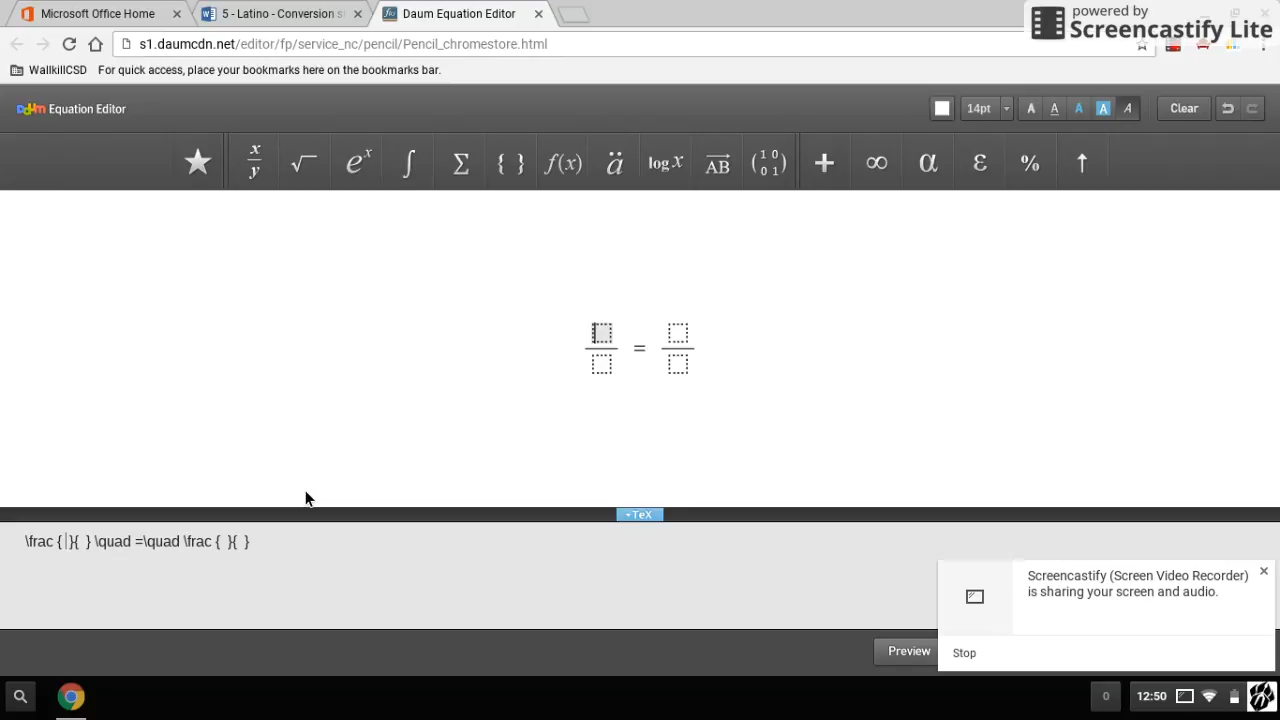 Microsoft Office Home
5 - Latino - Conversion s
Daum Equation Editor
powered by
Screencastify Lite
s1.daumcdn.net/editor/fp/service_nc/pencil/Pencil_chromestore.html
WallkillCSD For quick access, place your bookmarks here on the bookmarks bar.
Daum Equation Editor
14pt A A A A A Clear
x/y √ e^x ∫ Σ { } f(x) ä log x AB (1 0 0 1) + ∞ α ε % ↑
=
TeX
\frac { }{ } \quad =\quad \frac { }{ }
Screencastify (Screen Video Recorder)
is sharing your screen and audio.
Preview
Stop
0 12:50